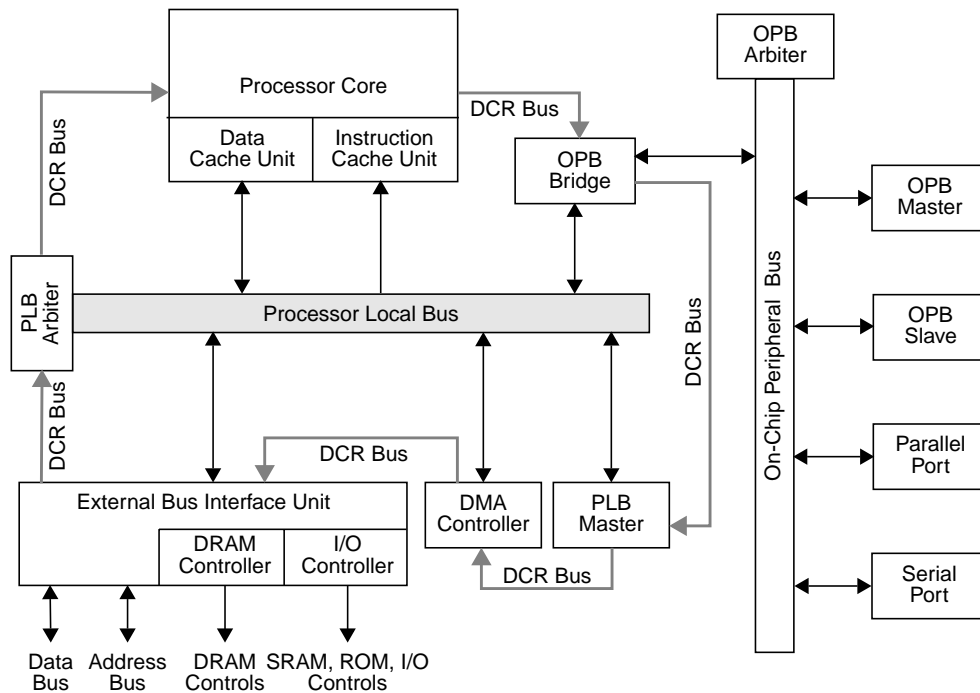 OPB
Arbiter
Processor Core
DCR Bus
DCR Bus
Data
Cache Unit
Instruction
Cache Unit
OPB
Bridge
OPB
Master
PLB
Arbiter
Processor Local Bus
DCR Bus
On-Chip Peripheral Bus
OPB
Slave
DCR Bus
DCR Bus
Parallel
Port
External Bus Interface Unit
DMA
Controller
PLB
Master
DRAM
Controller
I/O
Controller
DCR Bus
Serial
Port
Data
Bus
Address
Bus
DRAM
Controls
SRAM, ROM, I/O
Controls